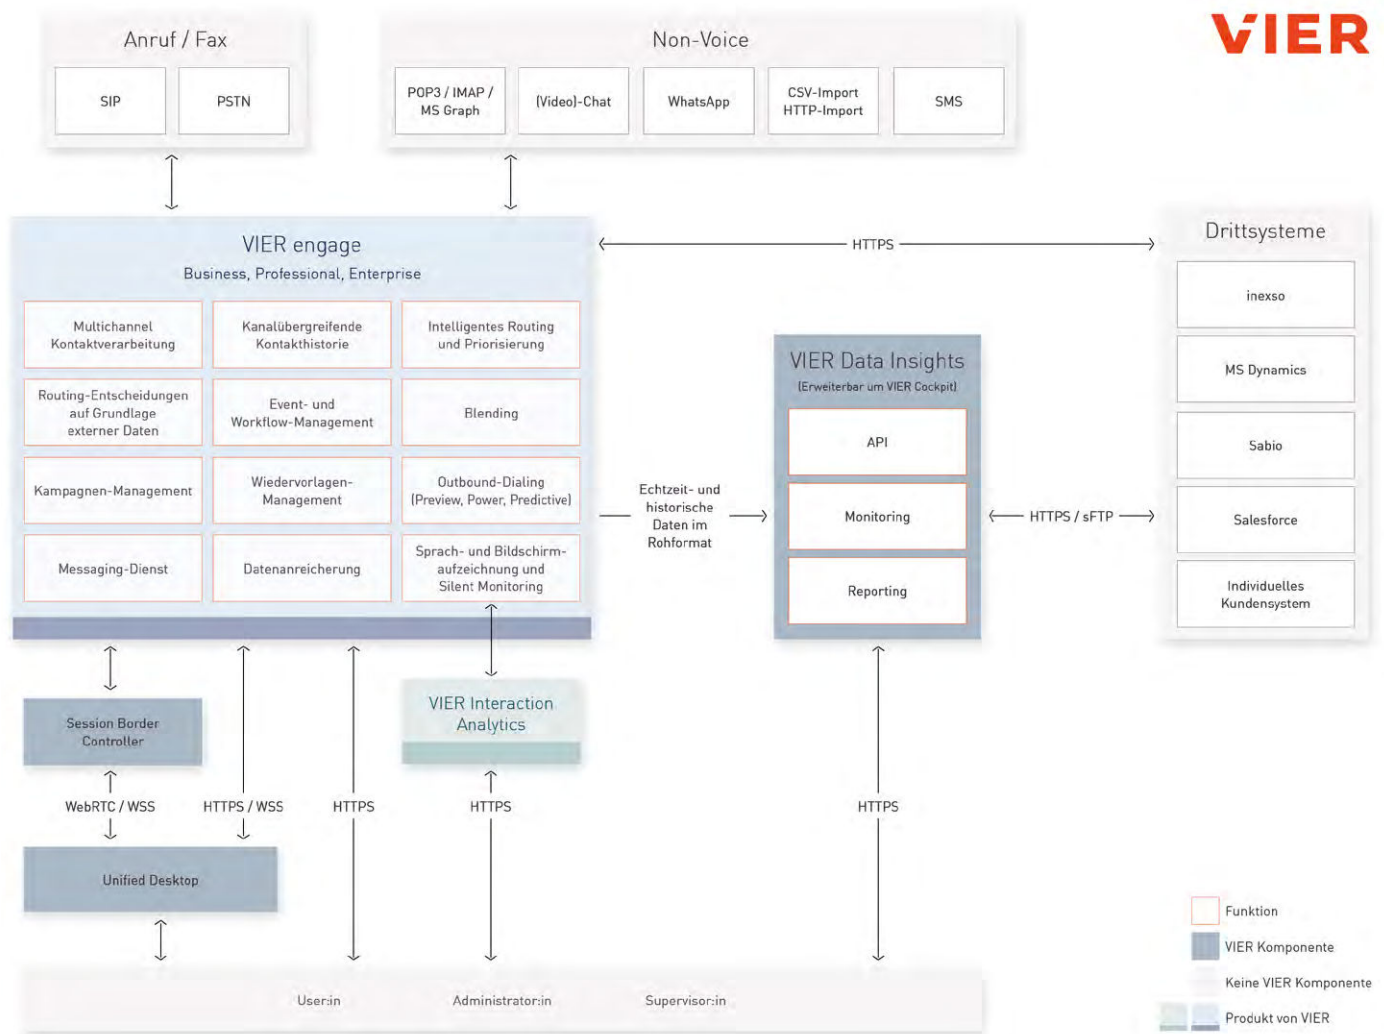 VIER
Anruf / Fax
SIP
PSTN
Non-Voice
POP3 / IMAP /
MS Graph
(Video)-Chat
WhatsApp
CSV-Import
HTTP-Import
SMS
VIER engage
Business, Professional, Enterprise
Multichannel
Kontaktverarbeitung
Kanalübergreifende
Kontakthistorie
Intelligentes Routing
und Priorisierung
Routing-Entscheidungen
auf Grundlage
externer Daten
Event- und
Workflow-Management
Blending
Kampagnen-Management
Wiedervorlagen-
Management
Outbound-Dialing
(Preview, Power, Predictive)
Messaging-Dienst
Datenanreicherung
Sprach- und Bildschirm-
aufzeichnung und
Silent Monitoring
HTTPS
Echtzeit- und
historische
Daten im
Rohformat
VIER Data Insights
(Erweiterbar um VIER Cockpit)
API
Monitoring
Reporting
HTTPS / sFTP
Drittsysteme
inexso
MS Dynamics
Sabio
Salesforce
Individuelles
Kundensystem
Session Border
Controller
VIER Interaction
Analytics
WebRTC / WSS
HTTPS / WSS
HTTPS
HTTPS
HTTPS
Unified Desktop
User:in
Administrator:in
Supervisor:in
Funktion
VIER Komponente
Keine VIER Komponente
Produkt von VIER